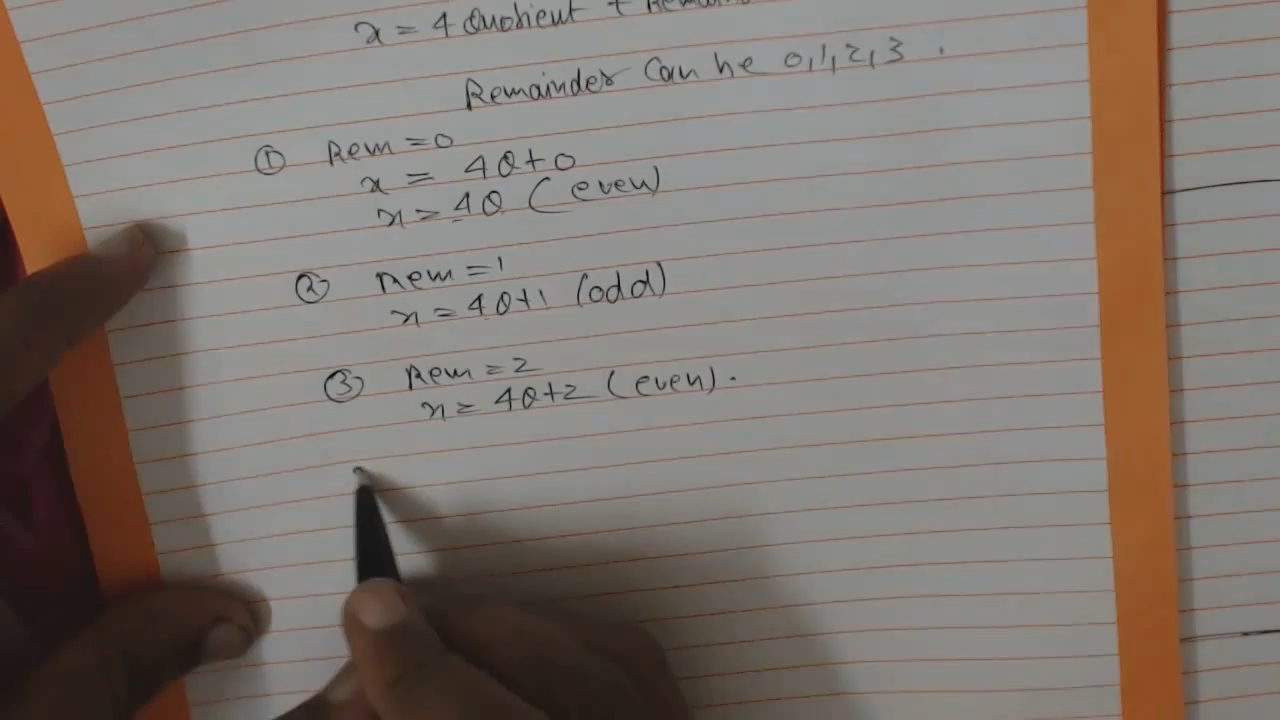 x = 4 Quotient +
Remainder can be 0,1,2,3 .
① Rem = 0
x = 4Q+0
x = 4Q (even)
② Rem = 1
x = 4Q+1 (odd)
③ Rem = 2
x = 4Q+2 (even).